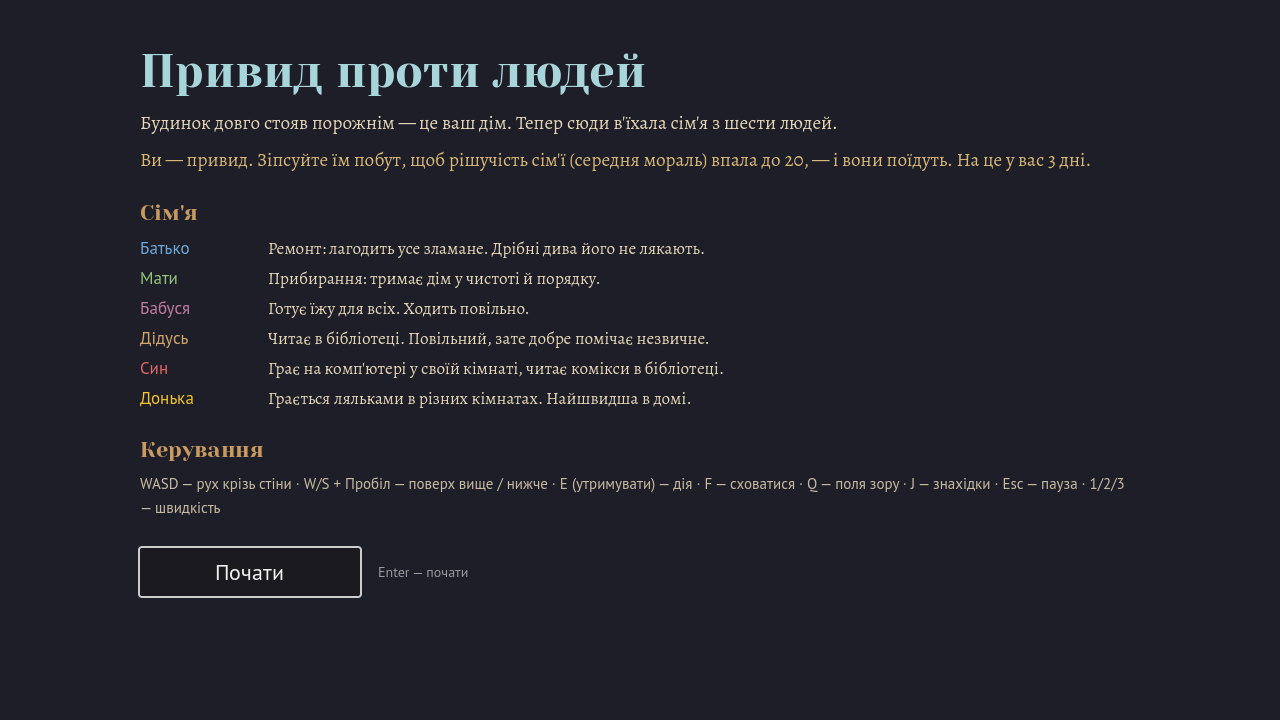 Привид проти людей
Будинок довго стояв порожнім — це ваш дім. Тепер сюди в'їхала сім'я з шести людей.
Ви — привид. Зіпсуйте їм побут, щоб рішучість сім'ї (середня мораль) впала до 20, — і вони поїдуть. На це у вас 3 дні.
Сім'я
Батько Ремонт: лагодить усе зламане. Дрібні дива його не лякають.
Мати Прибирання: тримає дім у чистоті й порядку.
Бабуся Готує їжу для всіх. Ходить повільно.
Дідусь Читає в бібліотеці. Повільний, зате добре помічає незвичне.
Син Грає на комп'ютері у своїй кімнаті, читає комікси в бібліотеці.
Донька Грається ляльками в різних кімнатах. Найшвидша в домі.
Керування
WASD — рух крізь стіни · W/S + Пробіл — поверх вище / нижче · E (утримувати) — дія · F — сховатися · Q — поля зору · J — знахідки · Esc — пауза · 1/2/3
— швидкість
Почати Enter — почати